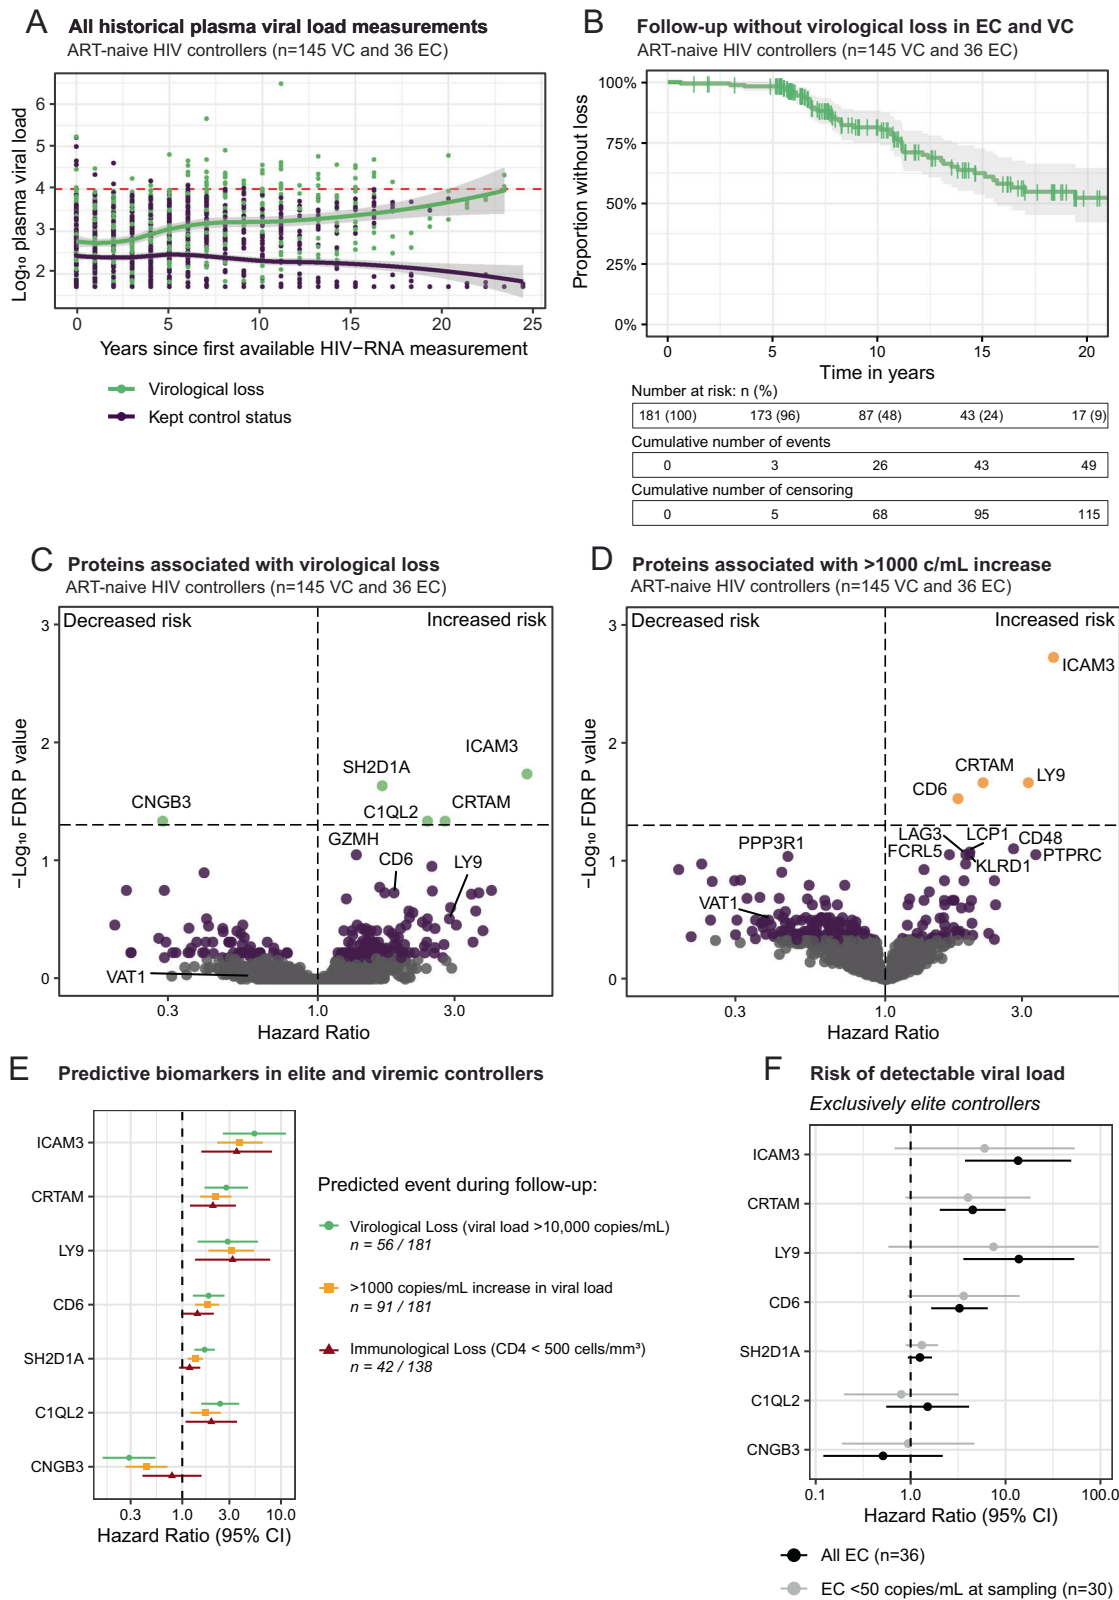 A All historical plasma viral load measurements
ART-naive HIV controllers (n=145 VC and 36 EC)
Log₁₀ plasma viral load
6
5
4
3
2
0 5 10 15 20 25
Years since first available HIV−RNA measurement
Virological loss
Kept control status
B Follow-up without virological loss in EC and VC
ART-naive HIV controllers (n=145 VC and 36 EC)
Proportion without loss
100%
75%
50%
25%
0%
0 5 10 15 20
Time in years
Number at risk: n (%)
181 (100) 173 (96) 87 (48) 43 (24) 17 (9)
Cumulative number of events
0 3 26 43 49
Cumulative number of censoring
0 5 68 95 115
C Proteins associated with virological loss
ART-naive HIV controllers (n=145 VC and 36 EC)
Decreased risk Increased risk
−Log₁₀ FDR P value
3
2
1
0
ICAM3
SH2D1A
CNGB3
C1QL2
CRTAM
GZMH
CD6
LY9
VAT1
0.3 1.0 3.0
Hazard Ratio
D Proteins associated with >1000 c/mL increase
ART-naive HIV controllers (n=145 VC and 36 EC)
Decreased risk Increased risk
−Log₁₀ FDR P value
3
2
1
0
ICAM3
CRTAM
LY9
CD6
PPP3R1
LAG3
LCP1
CD48
FCRL5
KLRD1
PTPRC
VAT1
0.3 1.0 3.0
Hazard Ratio
E Predictive biomarkers in elite and viremic controllers
ICAM3
CRTAM
LY9
CD6
SH2D1A
C1QL2
CNGB3
0.3 1.0 3.0 10.0
Hazard Ratio (95% CI)
Predicted event during follow-up:
Virological Loss (viral load >10,000 copies/mL)
n = 56 / 181
>1000 copies/mL increase in viral load
n = 91 / 181
Immunological Loss (CD4 < 500 cells/mm³)
n = 42 / 138
F Risk of detectable viral load
Exclusively elite controllers
ICAM3
CRTAM
LY9
CD6
SH2D1A
C1QL2
CNGB3
0.1 1.0 10.0 100.0
Hazard Ratio (95% CI)
All EC (n=36)
EC <50 copies/mL at sampling (n=30)